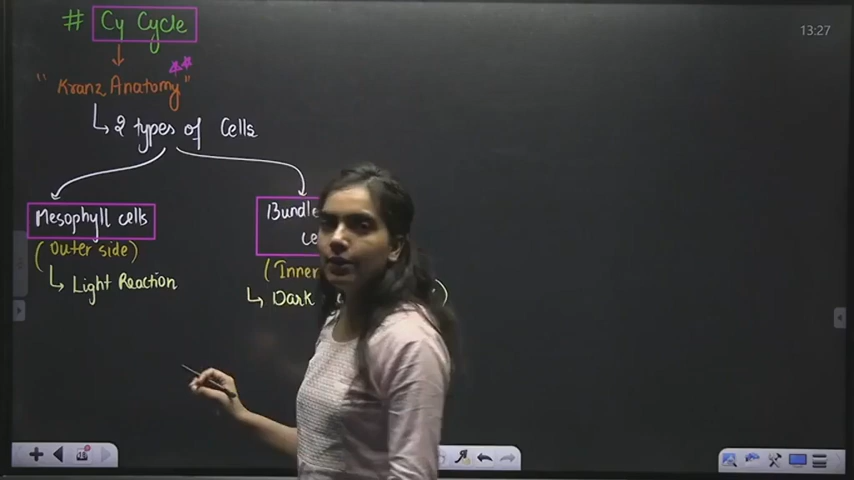 # C4 Cycle
"Kranz Anatomy"
2 types of Cells
Mesophyll cells
(Outer side)
Light Reaction
Bundle
ce
(Inner
Dark
)
13:27